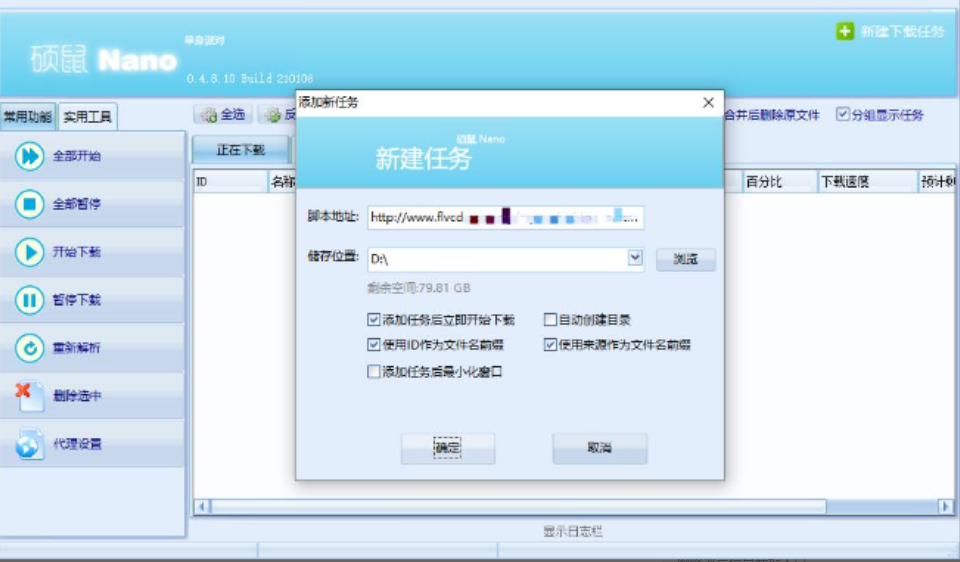 硕鼠 Nano
单身派对
0.4.8.10 Build 210108
新建下载任务
常用功能 实用工具
全选
反
合并后删除原文件
分组显示任务
全部开始
全部暂停
开始下载
暂停下载
重新解析
删除选中
代理设置
正在下载
ID
名称
百分比
下载速度
预计剩
添加新任务
硕鼠 Nano
新建任务
脚本地址: http://www.flvcd
储存位置: D:\
浏览
剩余空间:79.81 GB
添加任务后立即开始下载
自动创建目录
使用ID作为文件名前缀
使用来源作为文件名前缀
添加任务后最小化窗口
确定
取消
显示日志栏